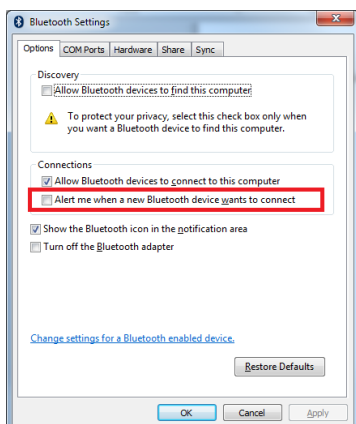 Bluetooth Settings
Options COM Ports Hardware Share Sync
Discovery
Allow Bluetooth devices to find this computer
To protect your privacy, select this check box only when
you want a Bluetooth device to find this computer.
Connections
Allow Bluetooth devices to connect to this computer
Alert me when a new Bluetooth device wants to connect
Show the Bluetooth icon in the notification area
Turn off the Bluetooth adapter
Change settings for a Bluetooth enabled device.
Restore Defaults
OK Cancel Apply